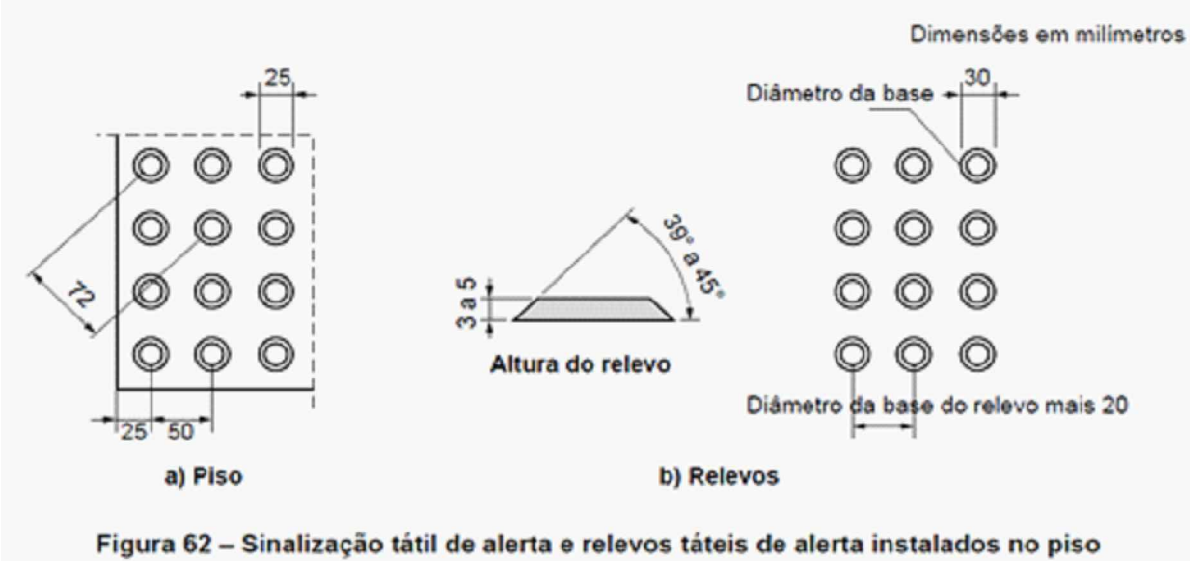 Dimensões em milímetros
25
Diâmetro da base
30
72
3 a 5
39° a 45°
Altura do relevo
Diâmetro da base do relevo mais 20
25
50
a) Piso
b) Relevos
Figura 62 – Sinalização tátil de alerta e relevos táteis de alerta instalados no piso